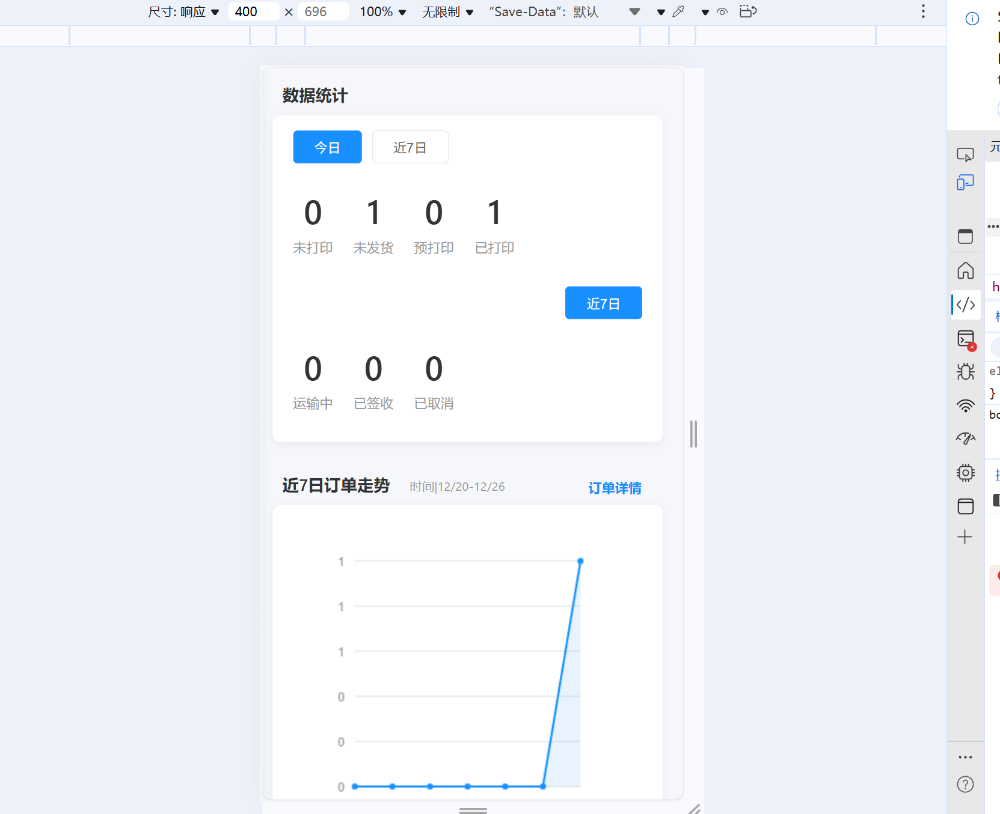 尺寸: 响应 400 × 696 100% 无限制 “Save-Data”: 默认
数据统计
今日 近7日
0 1 0 1
未打印 未发货 预打印 已打印
近7日
0 0 0
运输中 已签收 已取消
近7日订单走势 时间|12/20-12/26 订单详情
1
1
1
0
0
0
元
h
el
}
bo